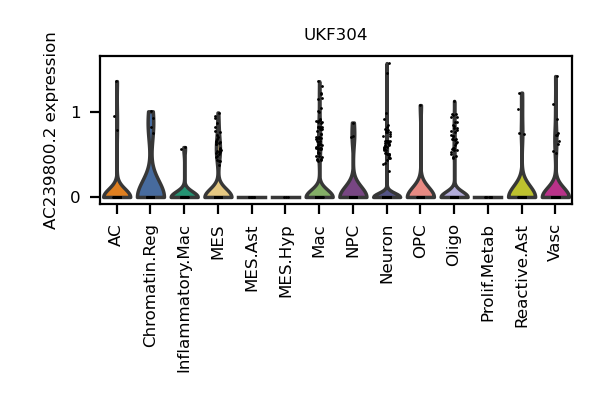 UKF304
AC239800.2 expression
1
0
AC
Chromatin.Reg
Inflammatory.Mac
MES
MES.Ast
MES.Hyp
Mac
NPC
Neuron
OPC
Oligo
Prolif.Metab
Reactive.Ast
Vasc